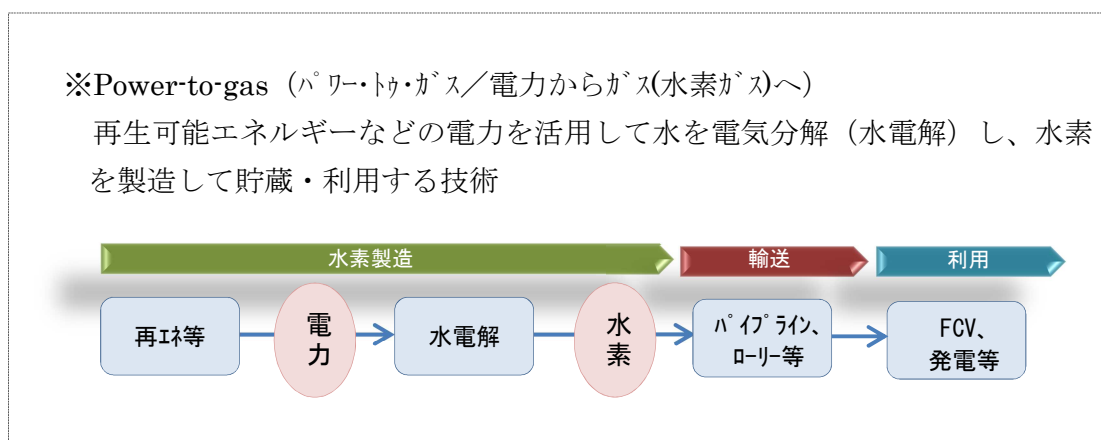 ※Power-to-gas (ﾊﾟﾜｰ･ﾄｩ･ｶﾞｽ／電力からｶﾞｽ(水素ｶﾞｽ)へ)
再生可能エネルギーなどの電力を活用して水を電気分解（水電解）し、水素
を製造して貯蔵・利用する技術
水素製造 輸送 利用
再ｴﾈ等
電
力
水電解
水
素
ﾊﾟｲﾌﾟﾗｲﾝ、
ﾛｰﾘｰ等
FCV、
発電等